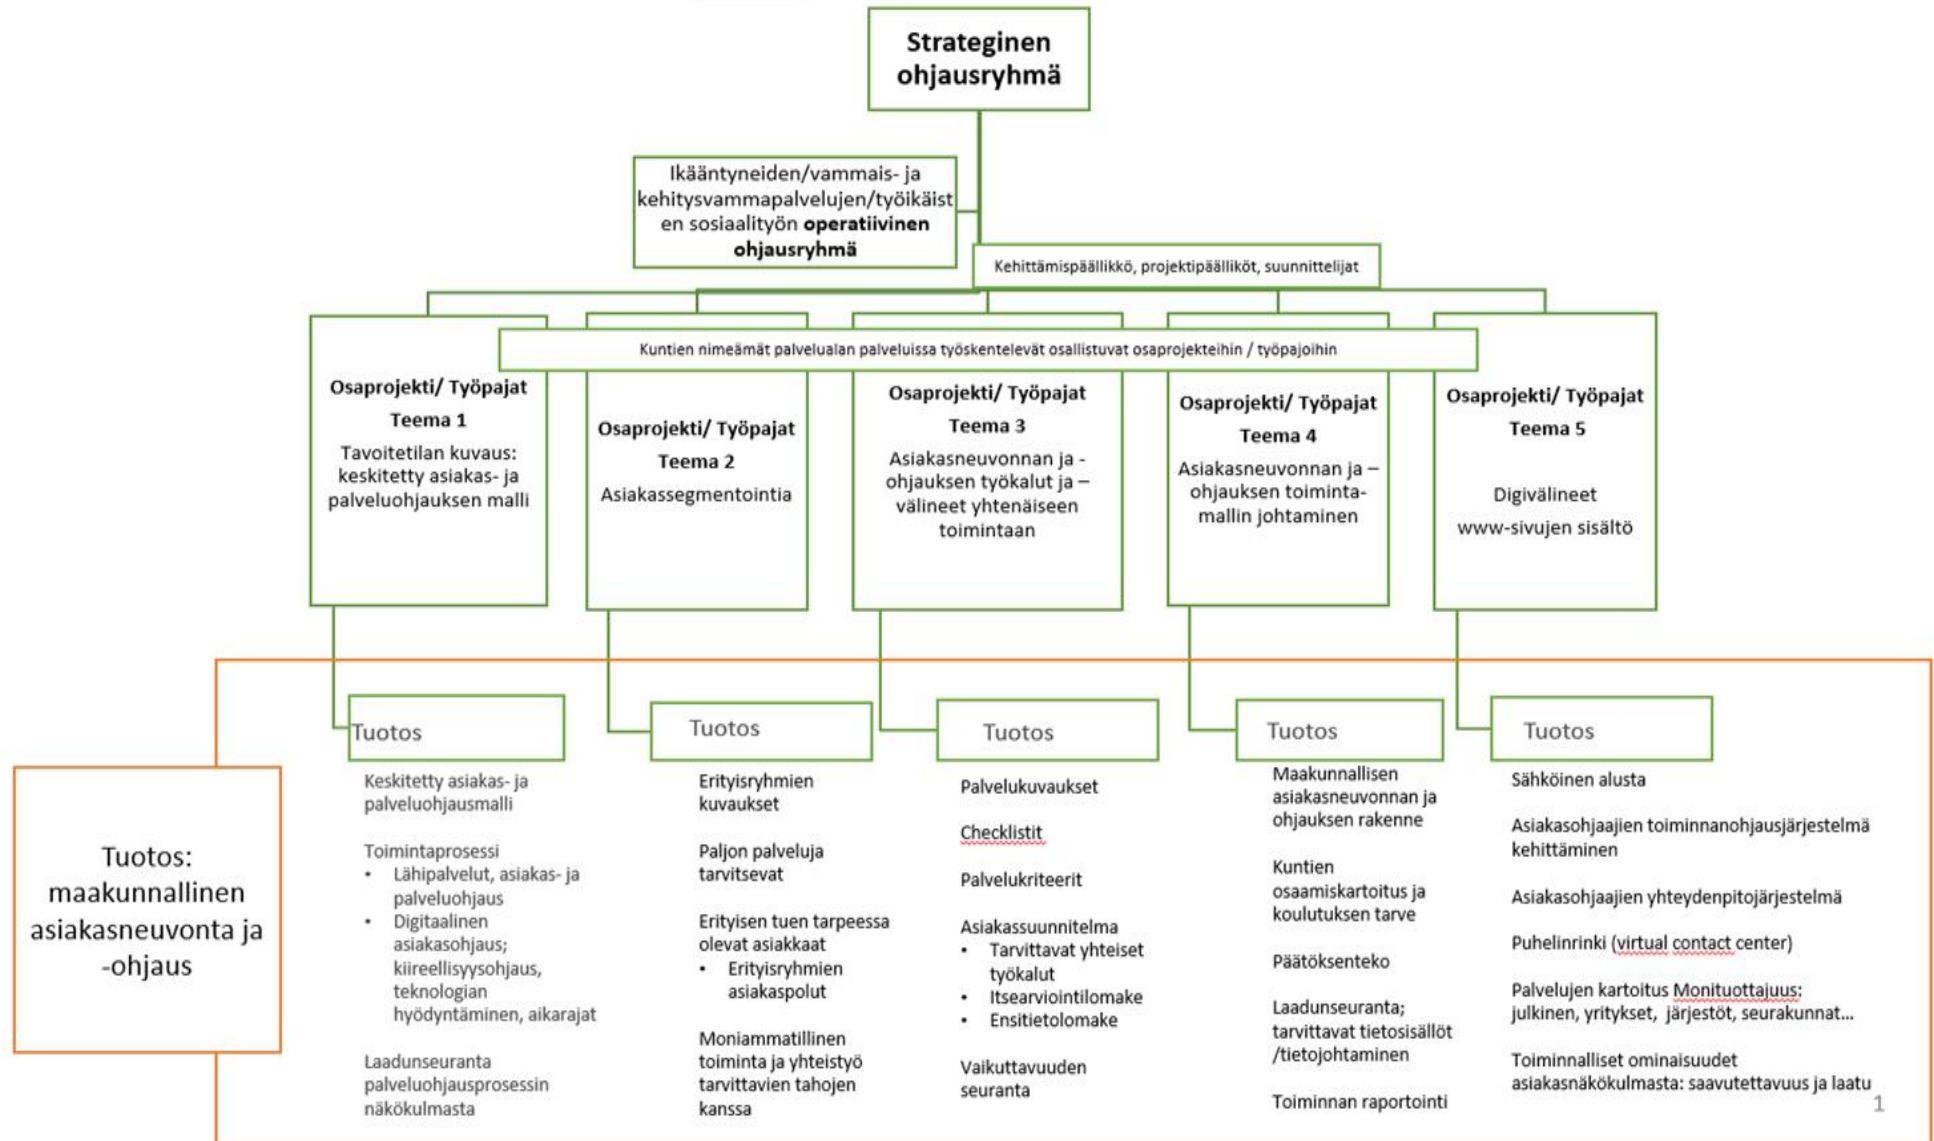 Strateginen
ohjausryhmä
Ikääntyneiden/vammais- ja
kehitysvammapalvelujen/työikäist
en sosiaalityön operatiivinen
ohjausryhmä
Kehittämispäällikkö, projektipäälliköt, suunnittelijat
Kuntien nimeämät palvelualan palveluissa työskentelevät osallistuvat osaprojekteihin / työpajoihin
Osaprojekti/ Työpajat
Teema 1
Tavoitetilan kuvaus:
keskitetty asiakas- ja
palveluohjauksen malli
Osaprojekti/ Työpajat
Teema 2
Asiakassegmentointia
Osaprojekti/ Työpajat
Teema 3
Asiakasneuvonnan ja -
ohjauksen työkalut ja –
välineet yhtenäiseen
toimintaan
Osaprojekti/ Työpajat
Teema 4
Asiakasneuvonnan ja –
ohjauksen toiminta-
mallin johtaminen
Osaprojekti/ Työpajat
Teema 5
Digivälineet
www-sivujen sisältö
Tuotos:
maakunnallinen
asiakasneuvonta ja
-ohjaus
Tuotos
Keskitetty asiakas- ja
palveluohjausmalli
Toimintaprosessi
• Lähipalvelut, asiakas- ja
palveluohjaus
• Digitaalinen
asiakasohjaus;
kiireellisyysohjaus,
teknologian
hyödyntäminen, aikarajat
Laadunseuranta
palveluohjausprosessin
näkökulmasta
Tuotos
Erityisryhmien
kuvaukset
Paljon palveluja
tarvitsevat
Erityisen tuen tarpeessa
olevat asiakkaat
• Erityisryhmien
asiakaspolut
Moniammatillinen
toiminta ja yhteistyö
tarvittavien tahojen
kanssa
Tuotos
Palvelukuvaukset
Checklistit
Palvelukriteerit
Asiakassuunnitelma
• Tarvittavat yhteiset
työkalut
• Itsearviointilomake
• Ensitietolomake
Vaikuttavuuden
seuranta
Tuotos
Maakunnallisen
asiakasneuvonnan ja
ohjauksen rakenne
Kuntien
osaamiskartoitus ja
koulutuksen tarve
Päätöksenteko
Laadunseuranta;
tarvittavat tietosisällöt
/tietojohtaminen
Toiminnan raportointi
Tuotos
Sähköinen alusta
Asiakasohjaajien toiminnanohjausjärjestelmä
kehittäminen
Asiakasohjaajien yhteydenpitojärjestelmä
Puhelinrinki (virtual contact center)
Palvelujen kartoitus Monituottajuus:
julkinen, yritykset, järjestöt, seurakunnat...
Toiminnalliset ominaisuudet
asiakasnäkökulmasta: saavutettavuus ja laatu
1